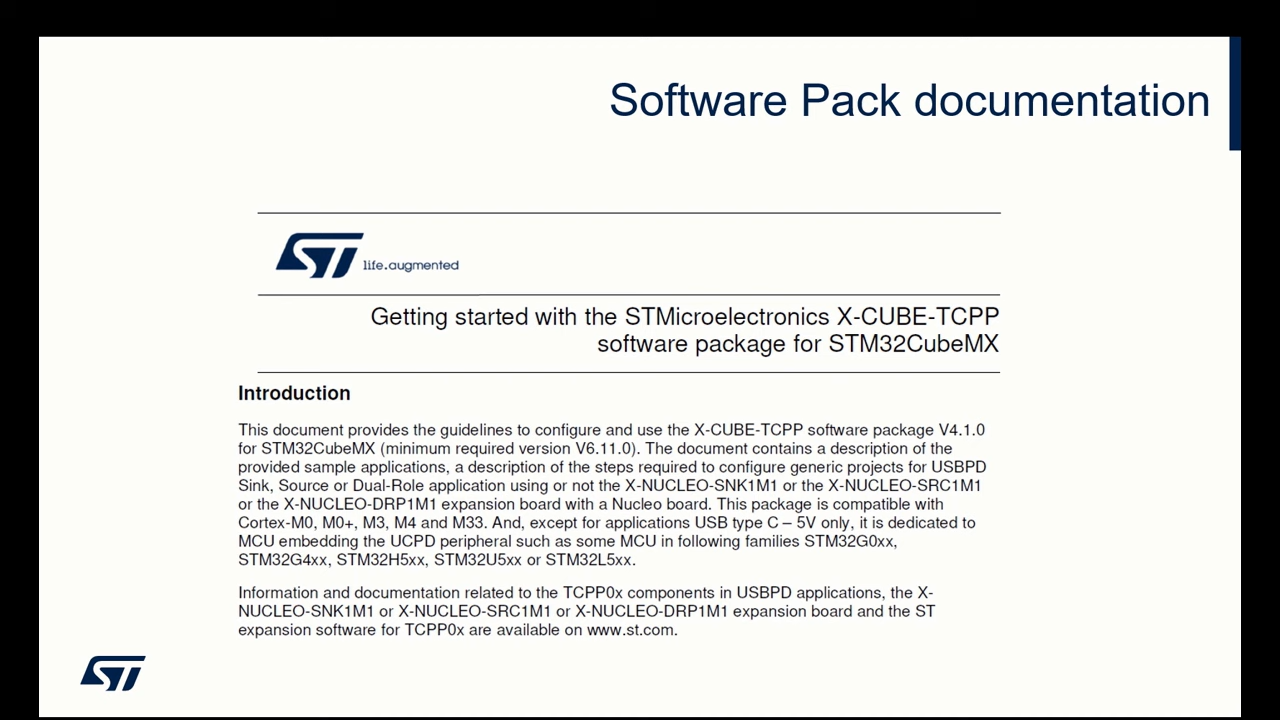 Software Pack documentation
ST life.augmented
Getting started with the STMicroelectronics X-CUBE-TCPP
software package for STM32CubeMX
Introduction
This document provides the guidelines to configure and use the X-CUBE-TCPP software package V4.1.0
for STM32CubeMX (minimum required version V6.11.0). The document contains a description of the
provided sample applications, a description of the steps required to configure generic projects for USBPD
Sink, Source or Dual-Role application using or not the X-NUCLEO-SNK1M1 or the X-NUCLEO-SRC1M1
or the X-NUCLEO-DRP1M1 expansion board with a Nucleo board. This package is compatible with
Cortex-M0, M0+, M3, M4 and M33. And, except for applications USB type C – 5V only, it is dedicated to
MCU embedding the UCPD peripheral such as some MCU in following families STM32G0xx,
STM32G4xx, STM32H5xx, STM32U5xx or STM32L5xx.
Information and documentation related to the TCPP0x components in USBPD applications, the X-
NUCLEO-SNK1M1 or X-NUCLEO-SRC1M1 or X-NUCLEO-DRP1M1 expansion board and the ST
expansion software for TCPP0x are available on www.st.com.
ST